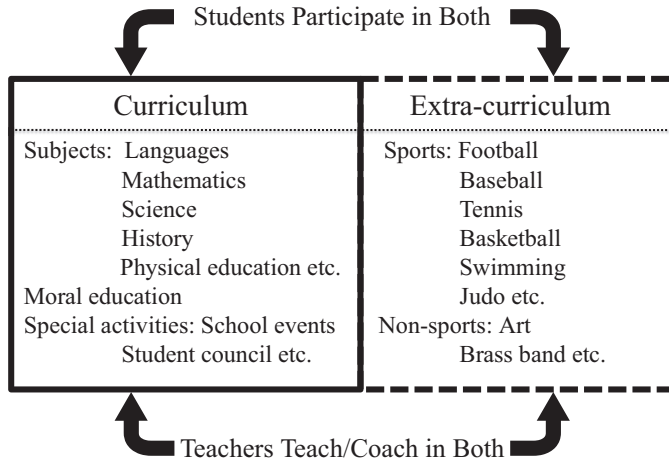 Students Participate in Both
Curriculum
Subjects: Languages
Mathematics
Science
History
Physical education etc.
Moral education
Special activities: School events
Student council etc.
Extra-curriculum
Sports: Football
Baseball
Tennis
Basketball
Swimming
Judo etc.
Non-sports: Art
Brass band etc.
Teachers Teach/Coach in Both